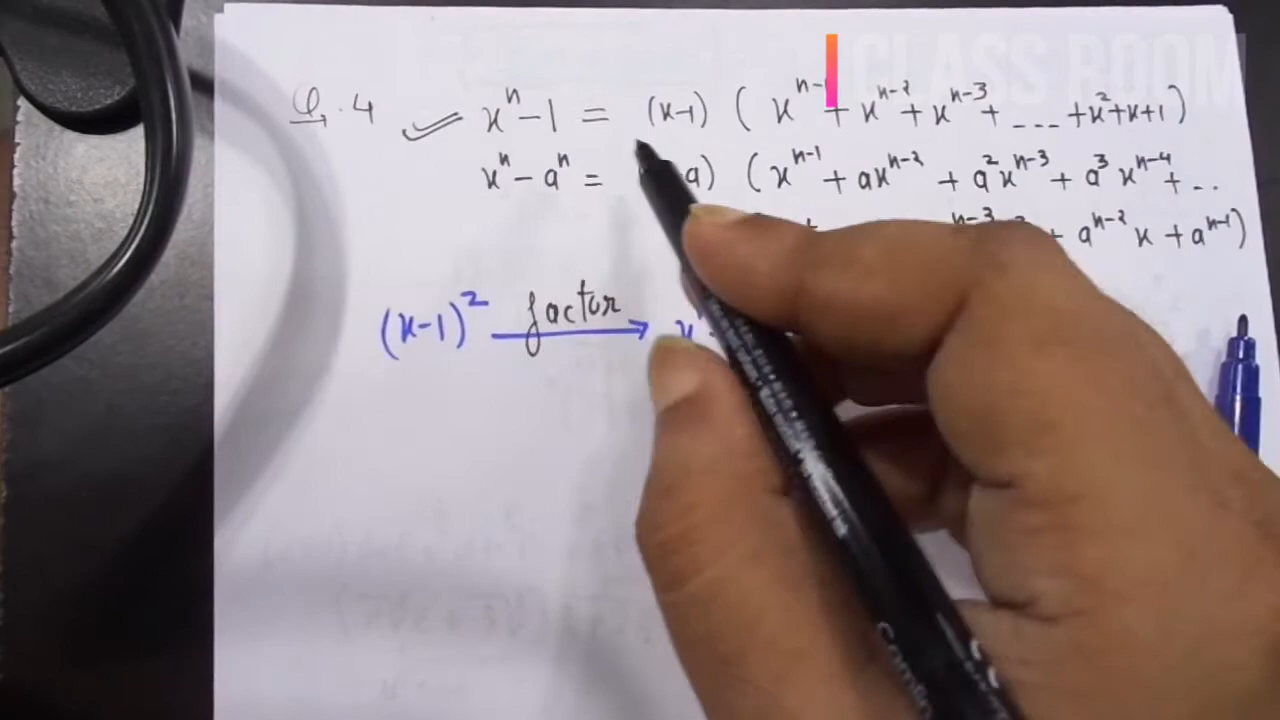 CLASS ROOM
Q.4 ✓ xⁿ-1 = (x-1) ( xⁿ⁻¹ + xⁿ⁻² + xⁿ⁻³ + --- + x²+x+1)
xⁿ - aⁿ = a) ( xⁿ⁻¹ + axⁿ⁻² + a²xⁿ⁻³ + a³xⁿ⁻⁴ + ..
+ aⁿ⁻²x + aⁿ⁻¹)
(x-1)² factor → x